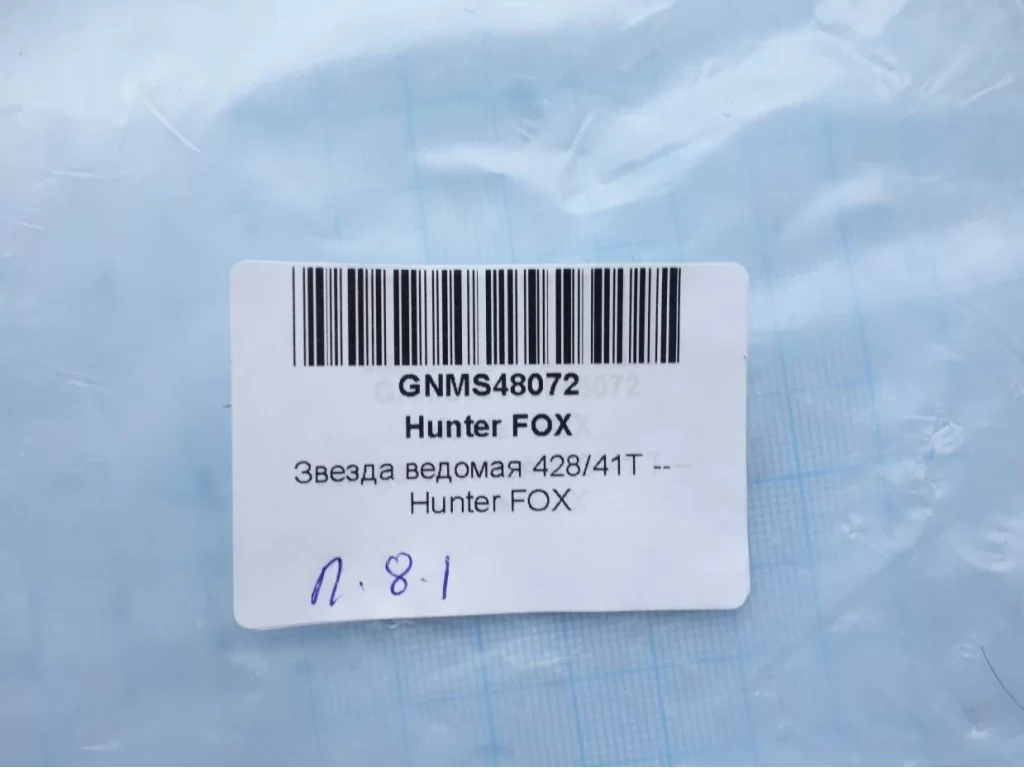 GNMS48072
Hunter FOX
Звезда ведомая 428/41T --
Hunter FOX
п. 8.1